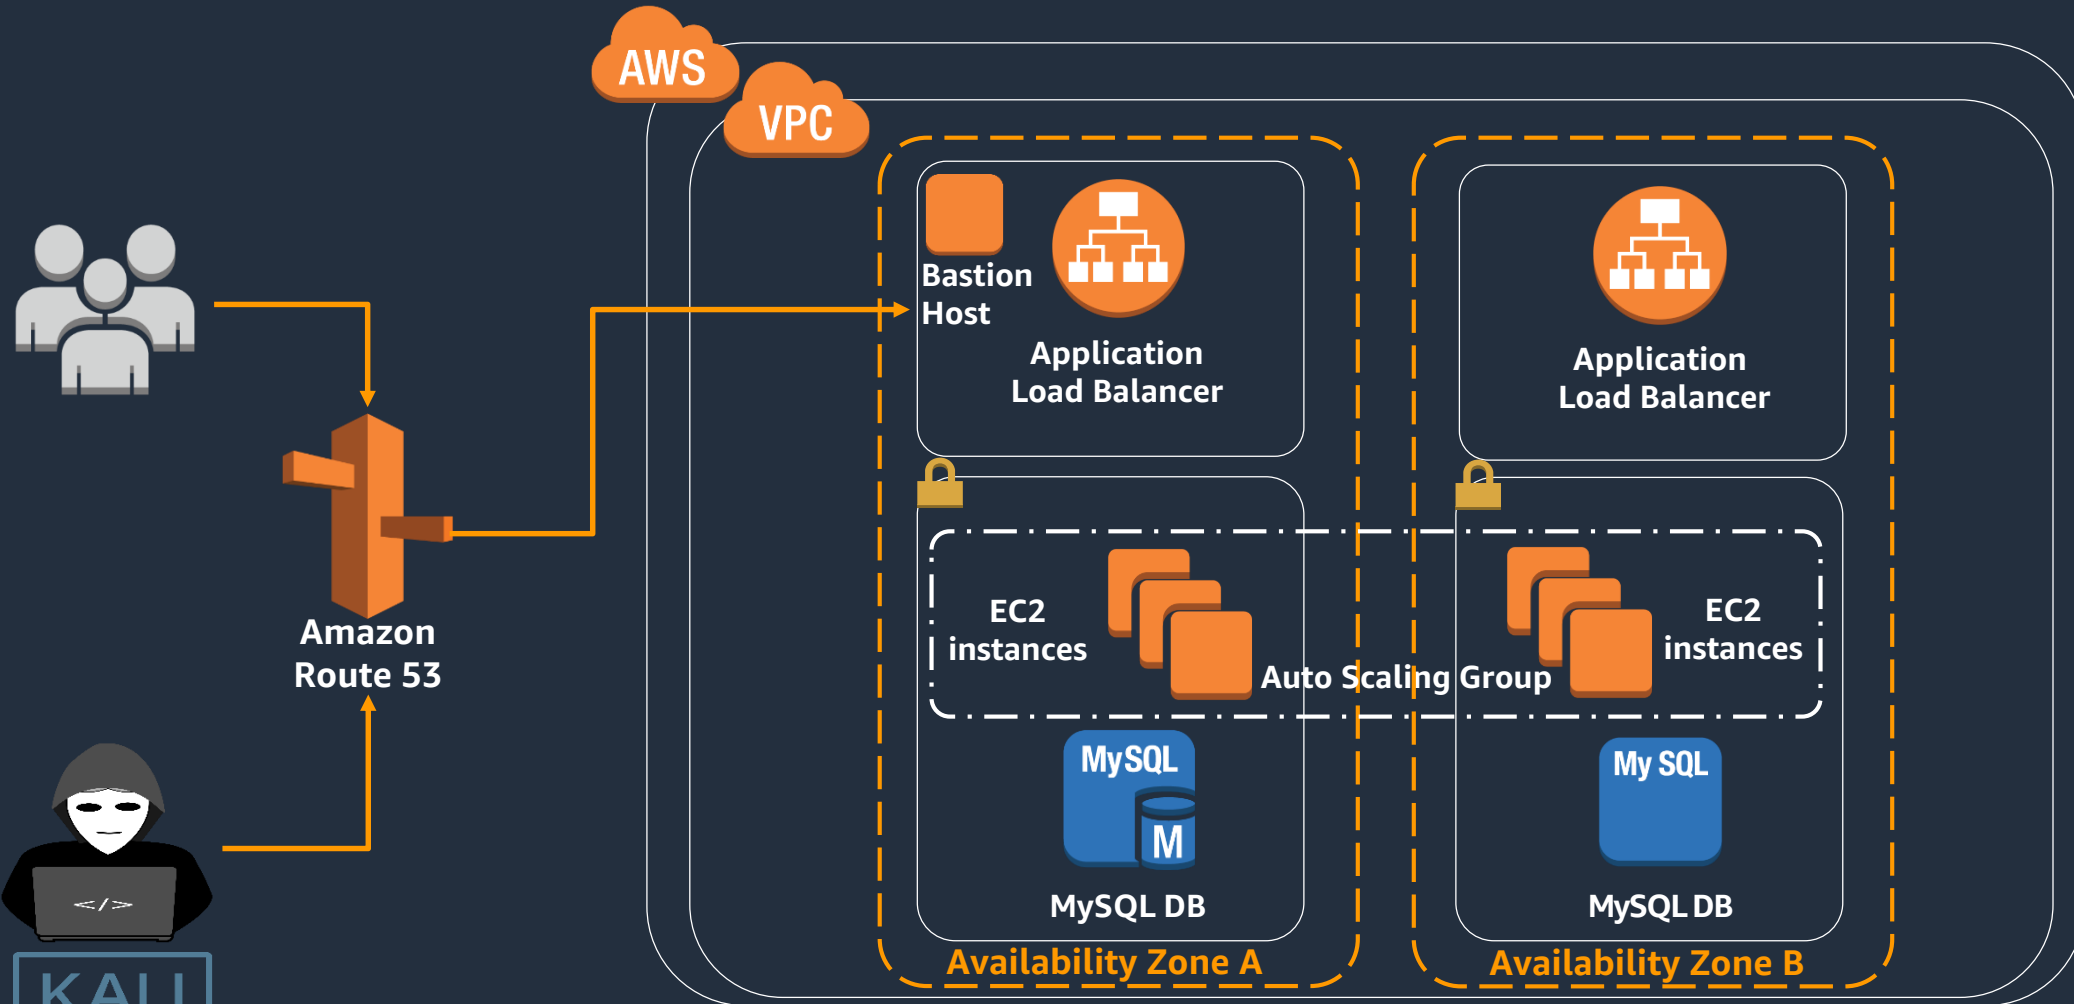 AWS
VPC
Bastion
Host
Application
Load Balancer
Application
Load Balancer
Amazon
Route 53
EC2
instances
Auto Scaling Group
EC2
instances
MySQL
M
MySQL DB
My SQL
MySQL DB
</>
Availability Zone A
Availability Zone B
KALI